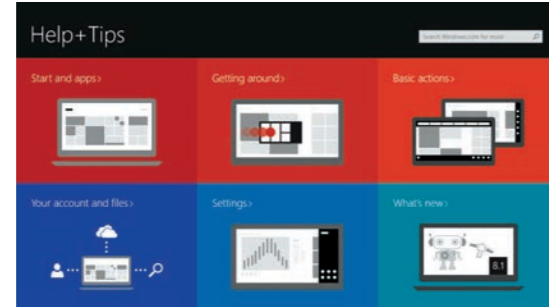 Help+Tips
Search Windows.com for more
Start and apps>
Getting around>
Basic actions>
Your account and files>
Settings>
What's new>
8.1